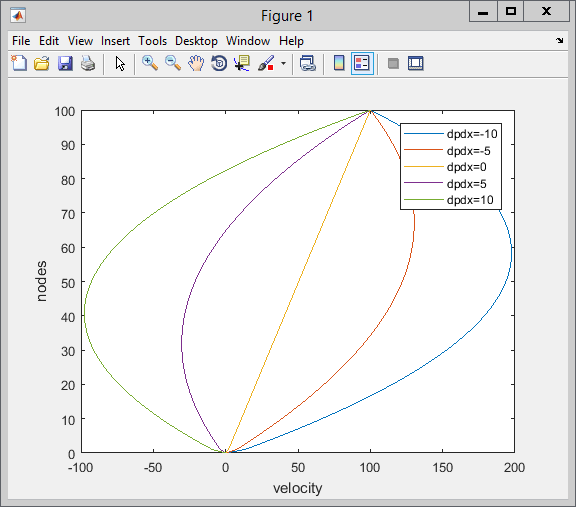 Figure 1
File Edit View Insert Tools Desktop Window Help
100
90
80
70
60
50
40
30
20
10
0
nodes
-100 -50 0 50 100 150 200
velocity
dpdx=-10
dpdx=-5
dpdx=0
dpdx=5
dpdx=10